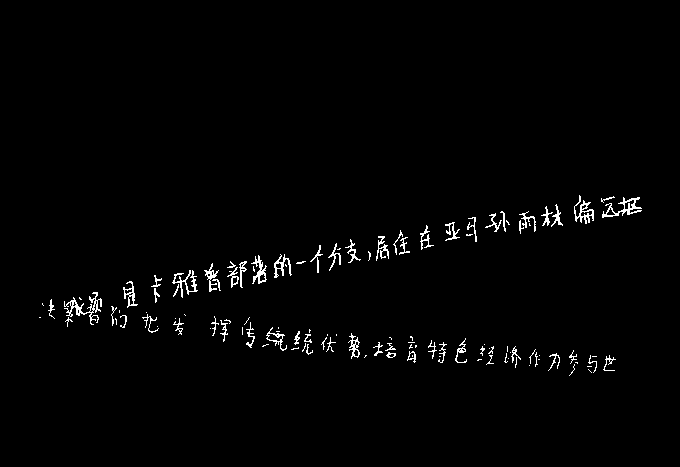 是卡雅普部落的一个分支,居住在亚马孙雨林偏远
挥传统统优势,培育特色经济作为参与世